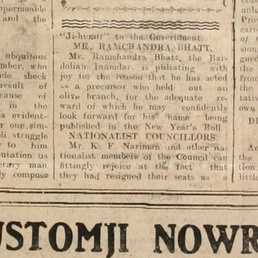 "Ji-huzur" to the Government.
MR. RAMCHANDRA BHATT.
Mr. Ramchandra Bhatt, the Bar-
dolian Inamdar, is pulsating with
joy for the reason that he has acted
as a precursor who held out an
olive branch, for the adequate re-
ward of which he may confidently
look forward for his name being
published in the New Year's Roll.
NATIONALIST COUNCILLORS.
Mr. K. F. Nariman and other na-
tionalist members of the Council can
fittingly rejoice at the fact that
they had resigned their seats as a
USTOMJI NOWR